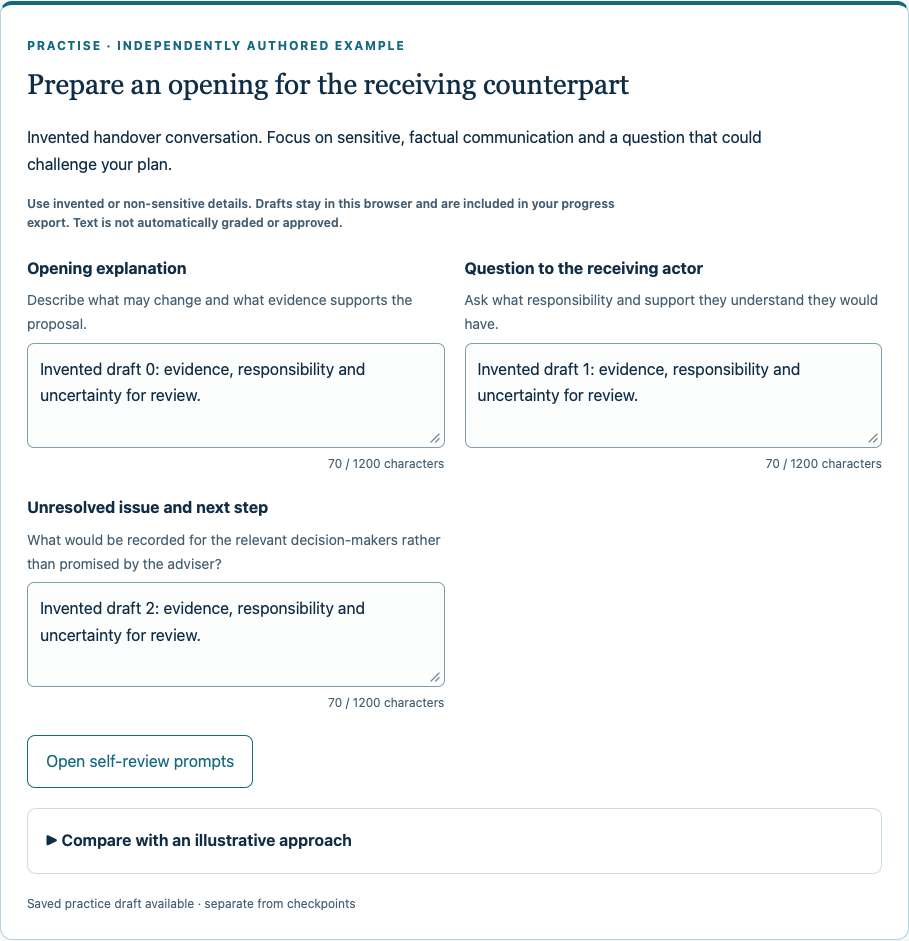 PRACTISE · INDEPENDENTLY AUTHORED EXAMPLE
Prepare an opening for the receiving counterpart
Invented handover conversation. Focus on sensitive, factual communication and a question that could
challenge your plan.
Use invented or non-sensitive details. Drafts stay in this browser and are included in your progress
export. Text is not automatically graded or approved.
Opening explanation
Describe what may change and what evidence supports the
proposal.
Invented draft 0: evidence, responsibility and
uncertainty for review.
70 / 1200 characters
Question to the receiving actor
Ask what responsibility and support they understand they would
have.
Invented draft 1: evidence, responsibility and
uncertainty for review.
70 / 1200 characters
Unresolved issue and next step
What would be recorded for the relevant decision-makers rather
than promised by the adviser?
Invented draft 2: evidence, responsibility and
uncertainty for review.
70 / 1200 characters
Open self-review prompts
Compare with an illustrative approach
Saved practice draft available · separate from checkpoints